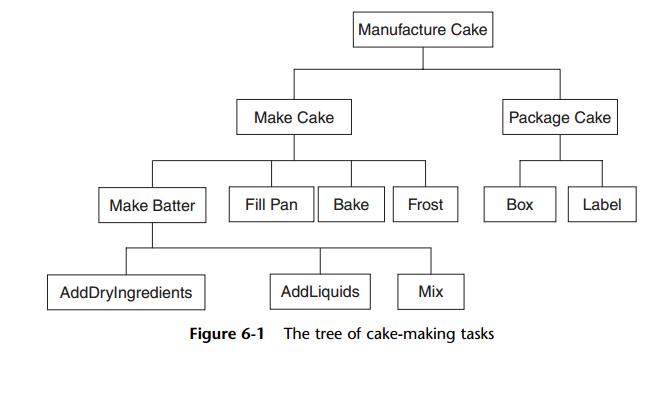 Manufacture Cake
Make Cake
Package Cake
Make Batter
Fill Pan
Bake
Frost
Box
Label
AddDryIngredients
AddLiquids
Mix
Figure 6-1 The tree of cake-making tasks